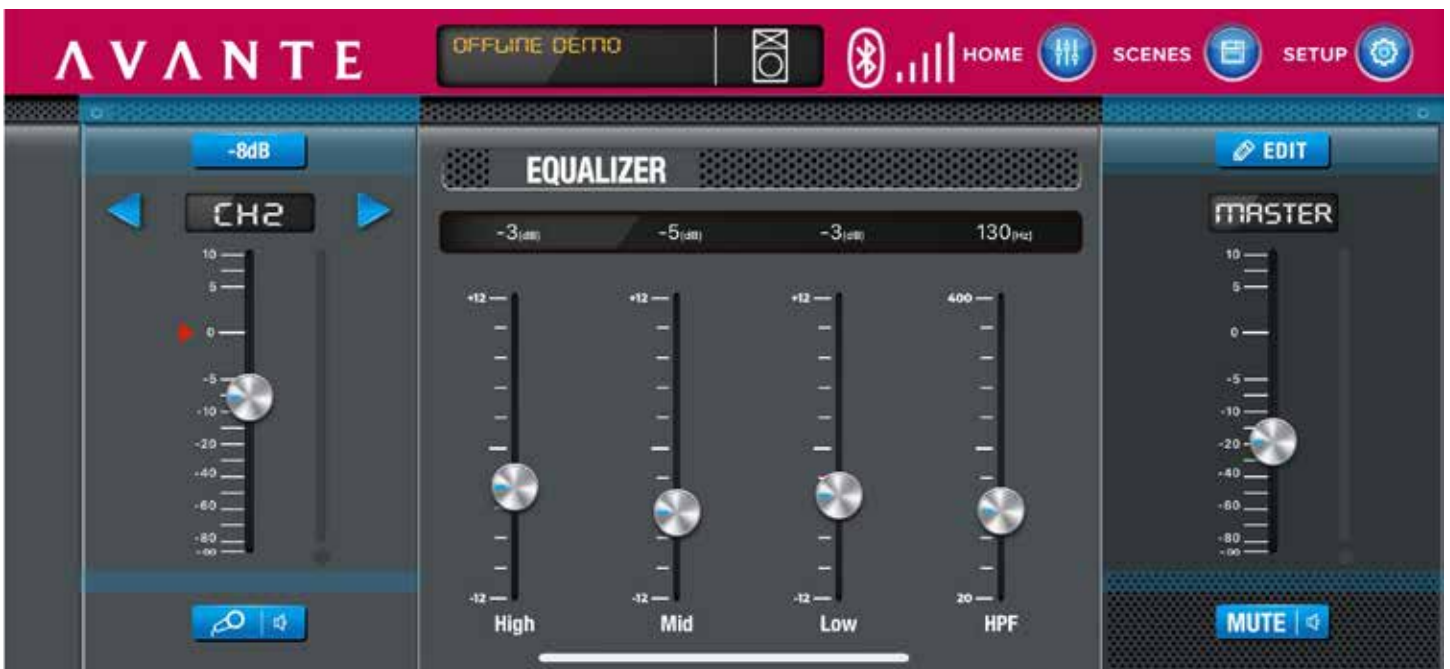 AVANTE
OFFLINE DEMO
HOME
SCENES
SETUP
-8dB
CH2
10
5
0
-5
-10
-20
-40
-60
-80
-∞
EQUALIZER
-3(dB) -5(dB) -3(dB) 130(Hz)
+12 +12 +12 400
-12 -12 -12 20
High Mid Low HPF
EDIT
MASTER
10
5
0
-5
-10
-20
-40
-60
-80
-∞
MUTE